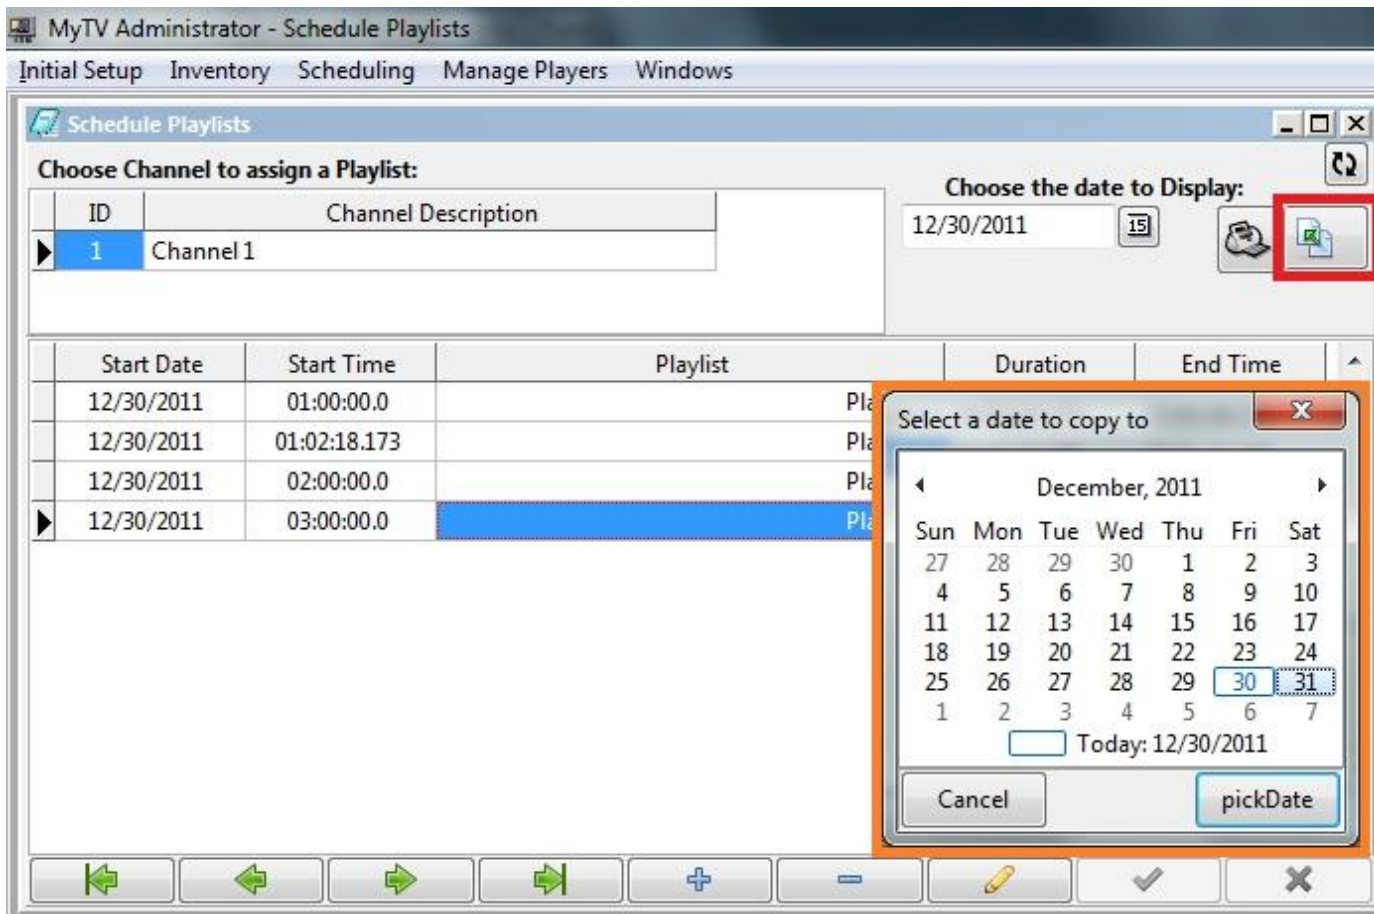 MyTV Administrator - Schedule Playlists
Initial Setup Inventory Scheduling Manage Players Windows
Schedule Playlists
Choose Channel to assign a Playlist:
Choose the date to Display:
ID Channel Description
12/30/2011 15
1 Channel 1
Start Date Start Time Playlist Duration End Time
12/30/2011 01:00:00.0
12/30/2011 01:02:18.173
12/30/2011 02:00:00.0
12/30/2011 03:00:00.0
Select a date to copy to
December, 2011
Sun Mon Tue Wed Thu Fri Sat
27 28 29 30 1 2 3
4 5 6 7 8 9 10
11 12 13 14 15 16 17
18 19 20 21 22 23 24
25 26 27 28 29 30 31
1 2 3 4 5 6 7
Today: 12/30/2011
Cancel pickDate